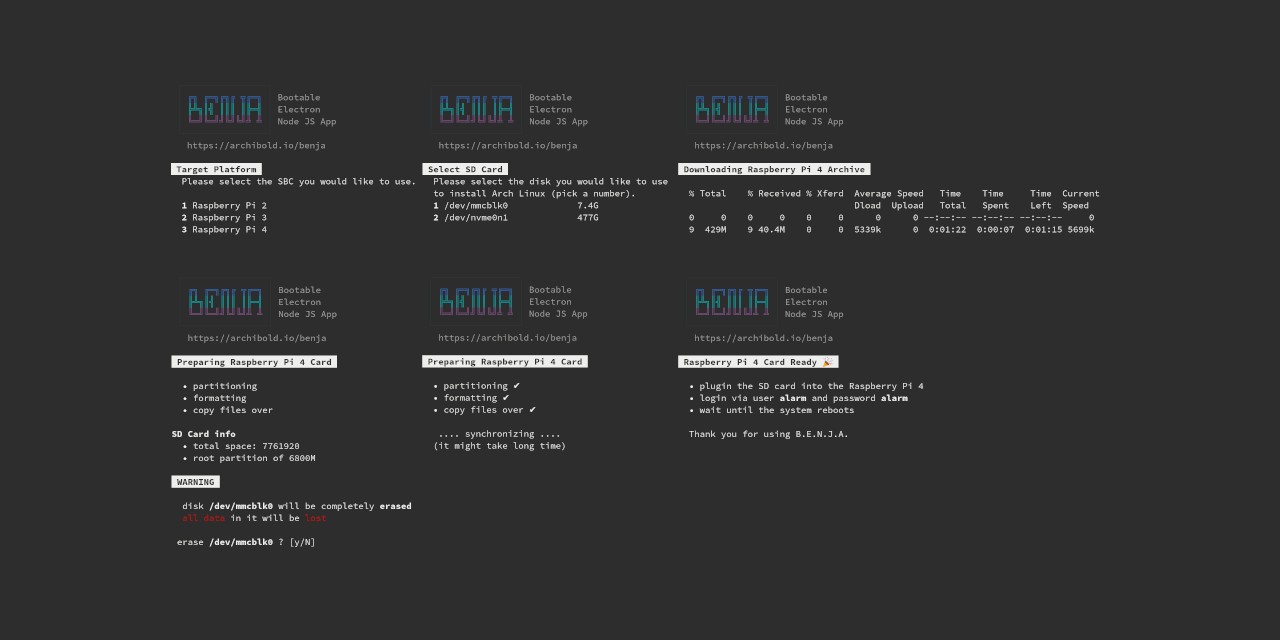 BENJA
Bootable
Electron
Node JS App
https://archibold.io/benja
Target Platform
Please select the SBC you would like to use.
1 Raspberry Pi 2
2 Raspberry Pi 3
3 Raspberry Pi 4
BENJA
Bootable
Electron
Node JS App
https://archibold.io/benja
Select SD Card
Please select the disk you would like to use
to install Arch Linux (pick a number).
1 /dev/mmcblk0 7.4G
2 /dev/nvme0n1 477G
BENJA
Bootable
Electron
Node JS App
https://archibold.io/benja
Downloading Raspberry Pi 4 Archive
% Total % Received % Xferd Average Speed Time Time Time Current
Dload Upload Total Spent Left Speed
0 0 0 0 0 0 0 0 --:--:-- --:--:-- --:--:-- 0
9 429M 9 40.4M 0 0 5339k 0 0:01:22 0:00:07 0:01:15 5699k
BENJA
Bootable
Electron
Node JS App
https://archibold.io/benja
Preparing Raspberry Pi 4 Card
• partitioning
• formatting
• copy files over
SD Card info
• total space: 7761920
• root partition of 6800M
WARNING
disk /dev/mmcblk0 will be completely erased
all data in it will be lost
erase /dev/mmcblk0 ? [y/N]
BENJA
Bootable
Electron
Node JS App
https://archibold.io/benja
Preparing Raspberry Pi 4 Card
• partitioning ✔
• formatting ✔
• copy files over ✔
.... synchronizing ....
(it might take long time)
BENJA
Bootable
Electron
Node JS App
https://archibold.io/benja
Raspberry Pi 4 Card Ready 🎉
• plugin the SD card into the Raspberry Pi 4
• login via user alarm and password alarm
• wait until the system reboots
Thank you for using B.E.N.J.A.